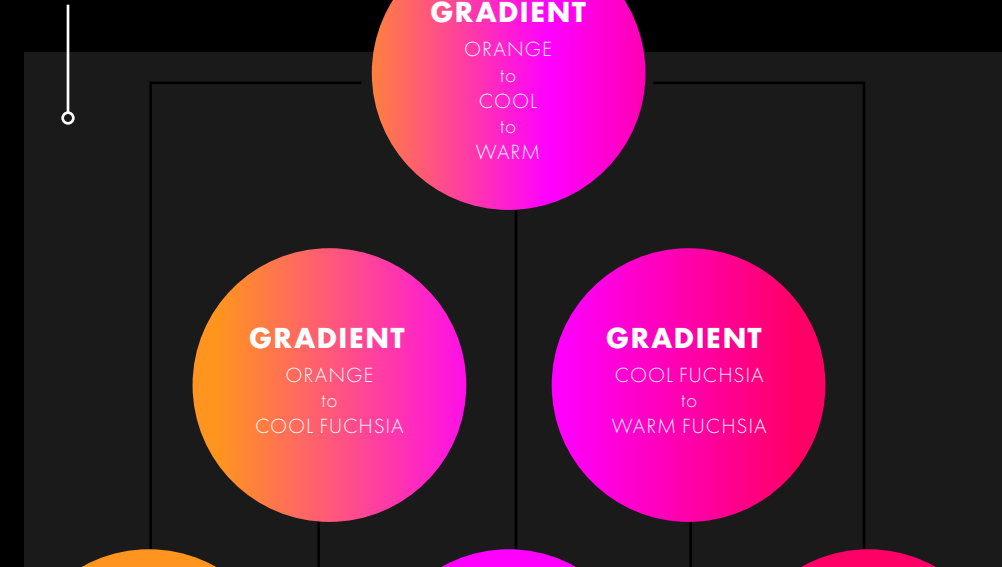 GRADIENT
ORANGE
to
COOL
to
WARM
GRADIENT
ORANGE
to
COOL FUCHSIA
GRADIENT
COOL FUCHSIA
to
WARM FUCHSIA